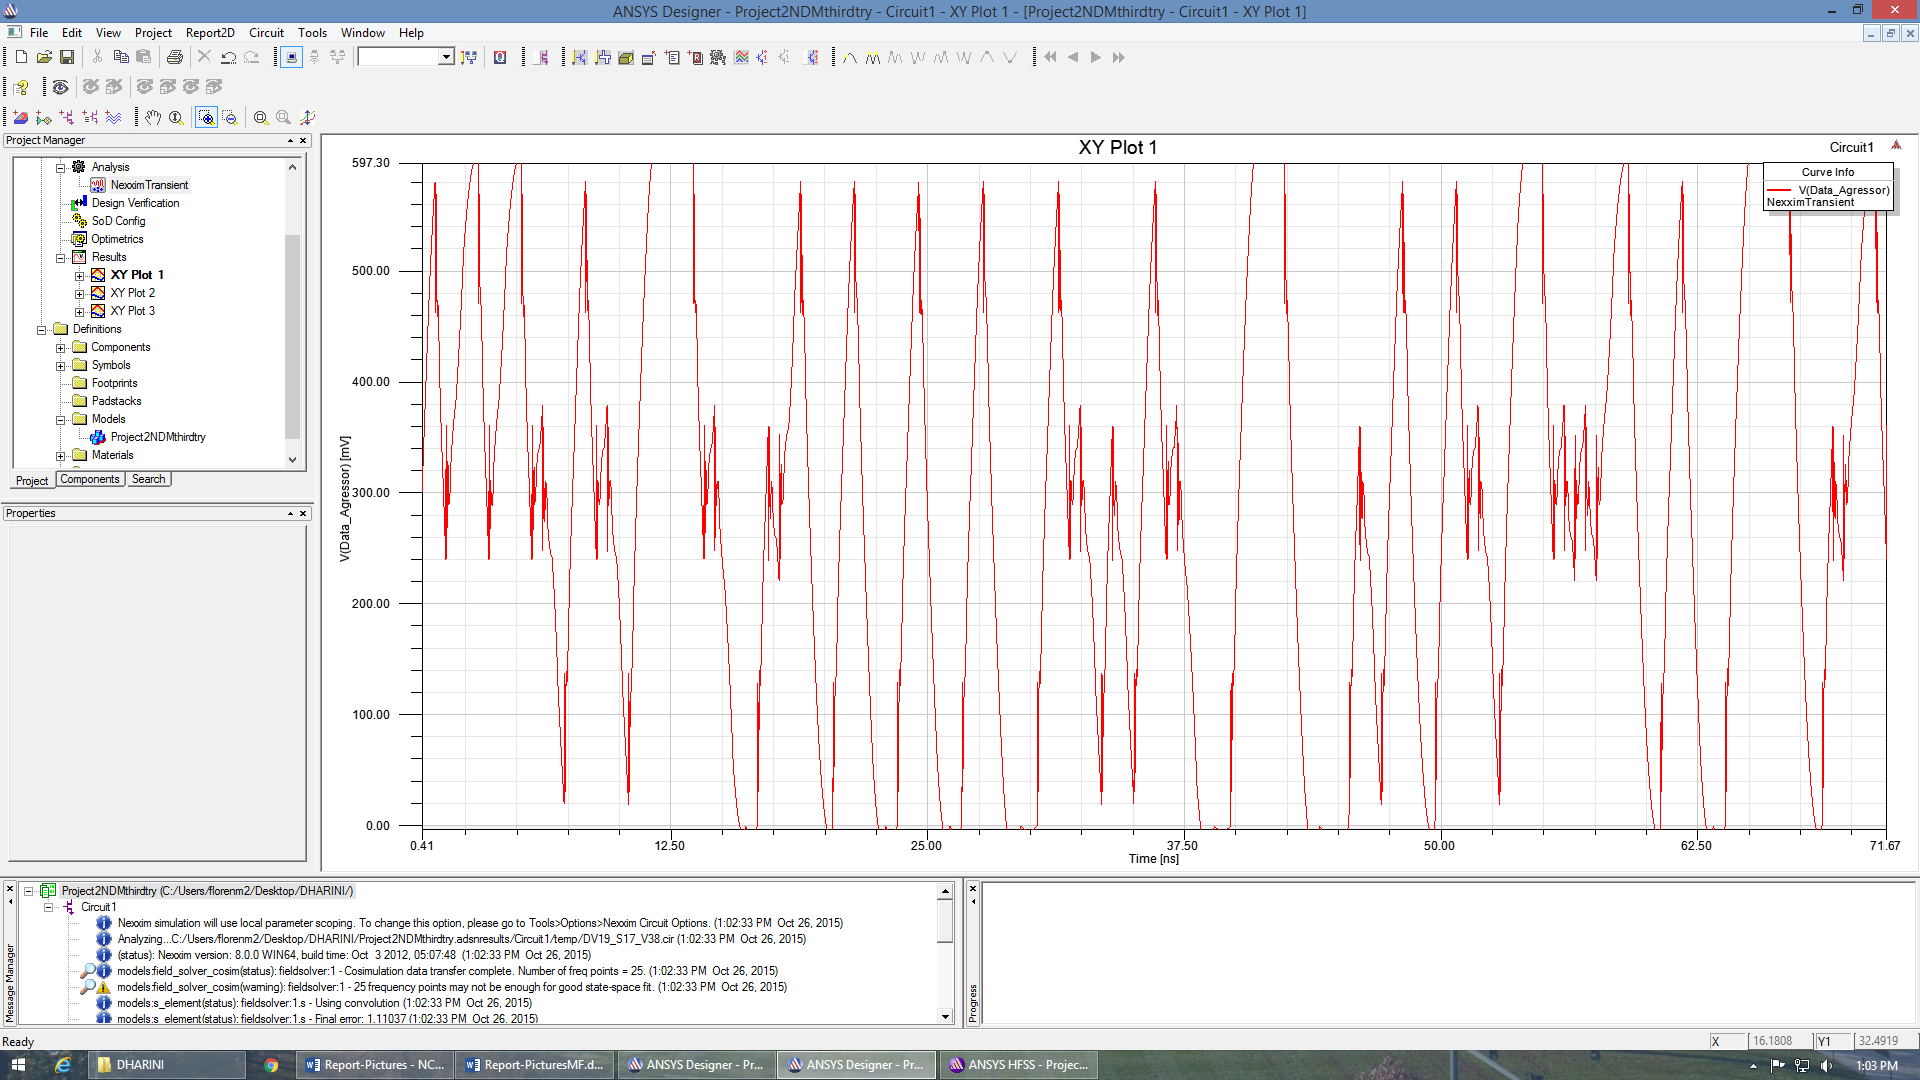 ANSYS Designer - Project2NDMthirdtry - Circuit1 - XY Plot 1 - [Project2NDMthirdtry - Circuit1 - XY Plot 1]
File Edit View Project Report2D Circuit Tools Window Help
Project Manager
Analysis
NexximTransient
Design Verification
SoD Config
Optimetrics
Results
XY Plot 1
XY Plot 2
XY Plot 3
Definitions
Components
Symbols
Footprints
Padstacks
Models
Project2NDMthirdtry
Materials
Project Components Search
Properties
XY Plot 1
Circuit1
Curve Info
V(Data_Agressor)
NexximTransient
V(Data_Agressor) [mV]
597.30
500.00
400.00
300.00
200.00
100.00
0.00
0.41 12.50 25.00 37.50 50.00 62.50 71.67
Time [ns]
Message Manager
Project2NDMthirdtry (C:/Users/florenm2/Desktop/DHARINI/)
Circuit1
Nexxim simulation will use local parameter scoping. To change this option, please go to Tools>Options>Nexxim Circuit Options. (1:02:33 PM Oct 26, 2015)
Analyzing...C:/Users/florenm2/Desktop/DHARINI/Project2NDMthirdtry.adsnresults/Circuit1/temp/DV19_S17_V38.cir (1:02:33 PM Oct 26, 2015)
(status): Nexxim version: 8.0.0 WIN64, build time: Oct 3 2012, 05:07:48 (1:02:33 PM Oct 26, 2015)
models:field_solver_cosim(status): fieldsolver:1 - Cosimulation data transfer complete. Number of freq points = 25. (1:02:33 PM Oct 26, 2015)
models:field_solver_cosim(warning): fieldsolver:1 - 25 frequency points may not be enough for good state-space fit. (1:02:33 PM Oct 26, 2015)
models:s_element(status): fieldsolver:1.s - Using convolution (1:02:33 PM Oct 26, 2015)
models:s_element(status): fieldsolver:1.s - Final error: 1.11037 (1:02:33 PM Oct 26, 2015)
Progress
Ready
X 16.1808 Y1 32.4919
DHARINI
Report-Pictures - NC...
Report-PicturesMF.d...
ANSYS Designer - Pr...
ANSYS Designer - Pr...
ANSYS HFSS - Projec...
1:03 PM